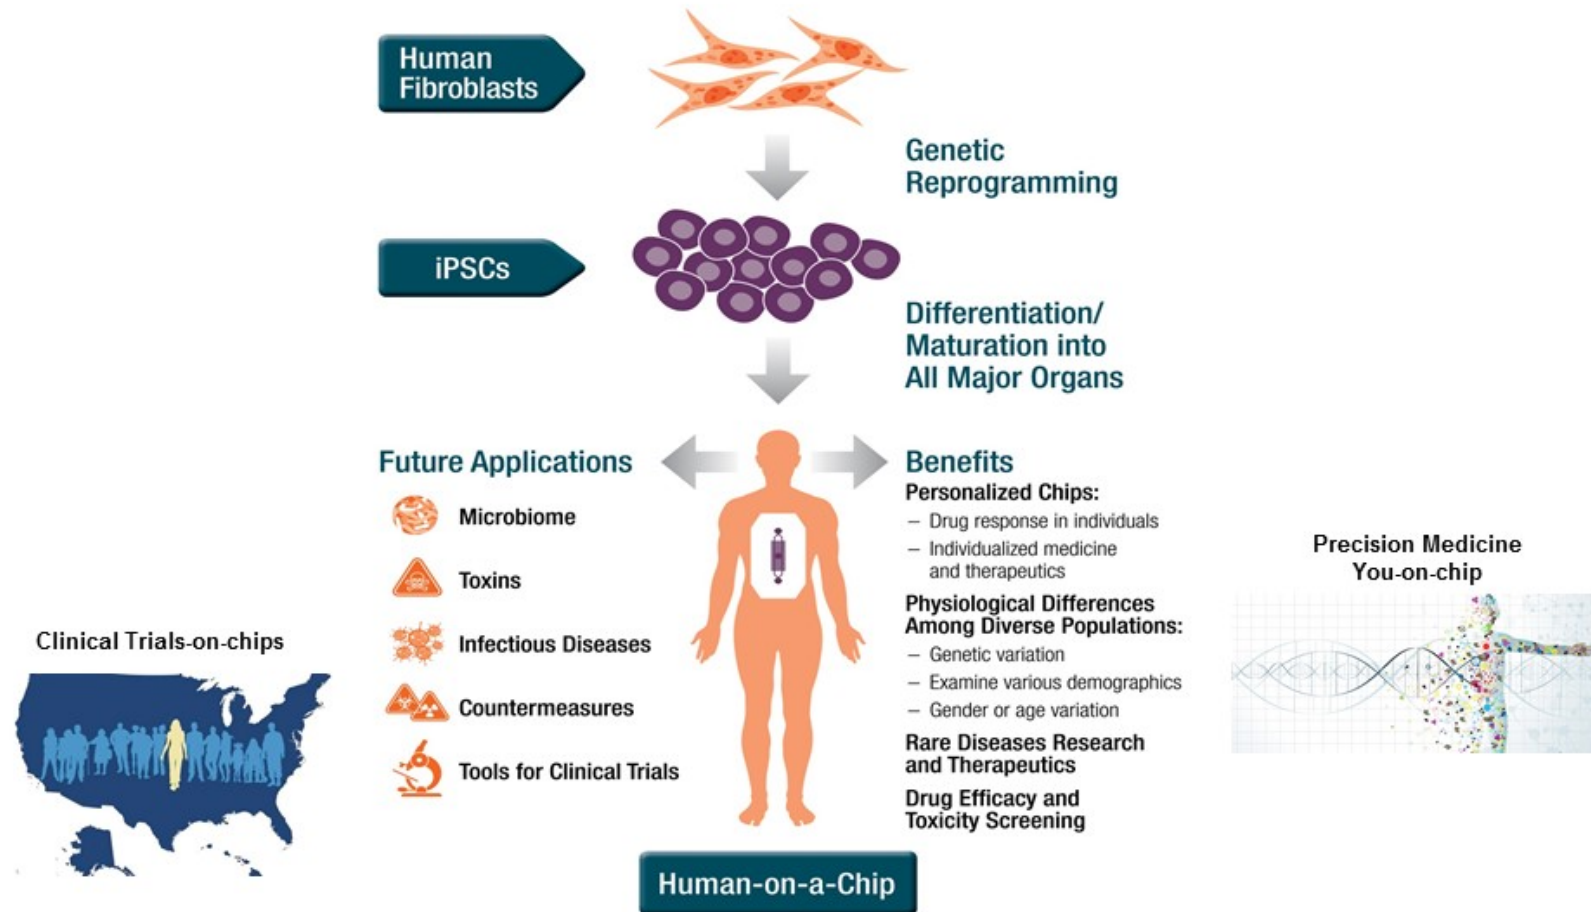 Human
Fibroblasts
Genetic
Reprogramming
iPSCs
Differentiation/
Maturation into
All Major Organs
Future Applications
Microbiome
Toxins
Infectious Diseases
Countermeasures
Tools for Clinical Trials
Benefits
Personalized Chips:
– Drug response in individuals
– Individualized medicine
and therapeutics
Physiological Differences
Among Diverse Populations:
– Genetic variation
– Examine various demographics
– Gender or age variation
Rare Diseases Research
and Therapeutics
Drug Efficacy and
Toxicity Screening
Clinical Trials-on-chips
Precision Medicine
You-on-chip
Human-on-a-Chip